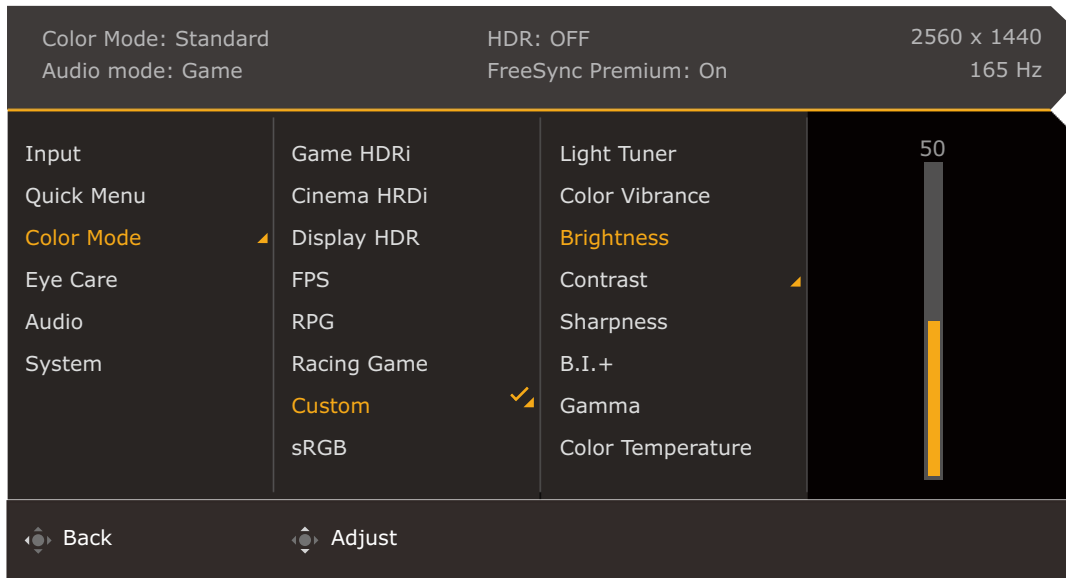 Color Mode: Standard
HDR: OFF
2560 x 1440
Audio mode: Game
FreeSync Premium: On
165 Hz
Input
Quick Menu
Color Mode
Eye Care
Audio
System
Game HDRi
Cinema HRDi
Display HDR
FPS
RPG
Racing Game
Custom
sRGB
Light Tuner
Color Vibrance
Brightness
Contrast
Sharpness
B.I.+
Gamma
Color Temperature
50
Back
Adjust